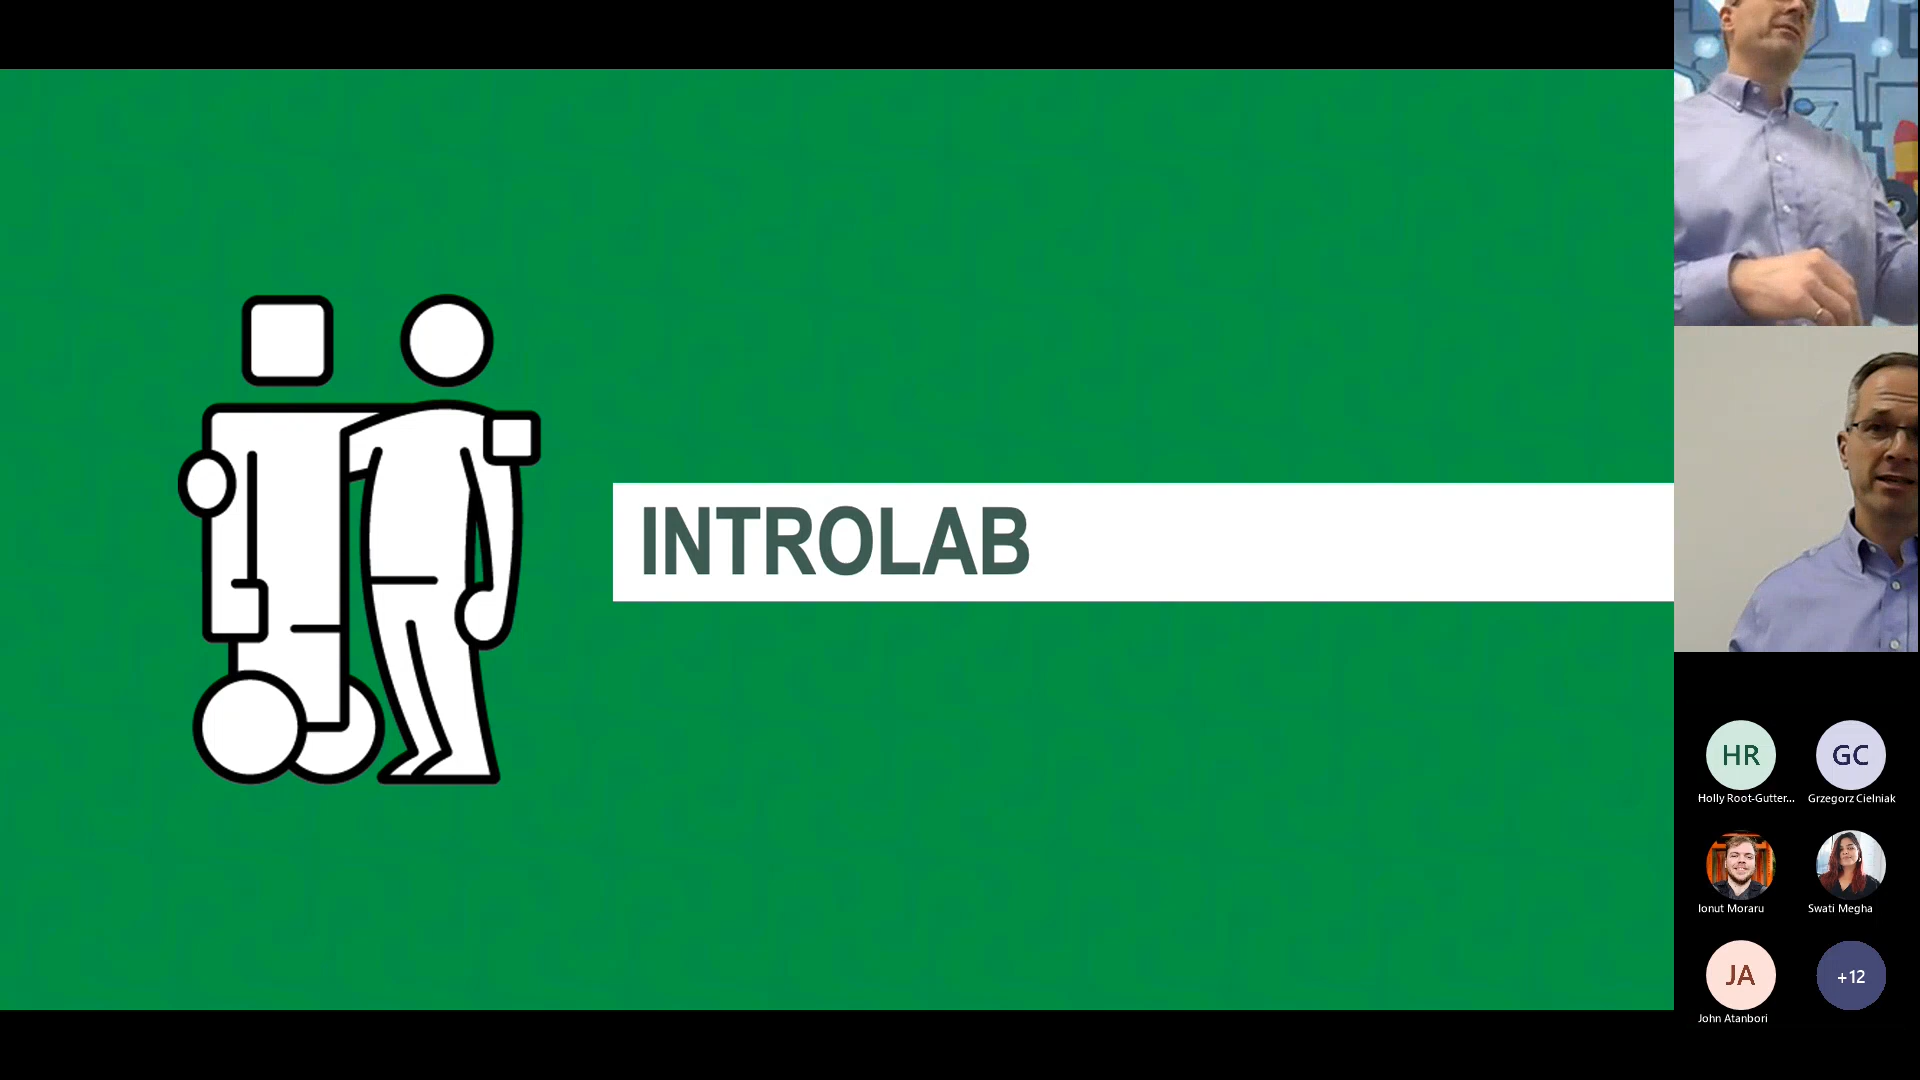 INTROLAB
HR
GC
Holly Root-Gutter...
Grzegorz Cielniak
Ionut Moraru
Swati Megha
JA
+12
John Atanbori